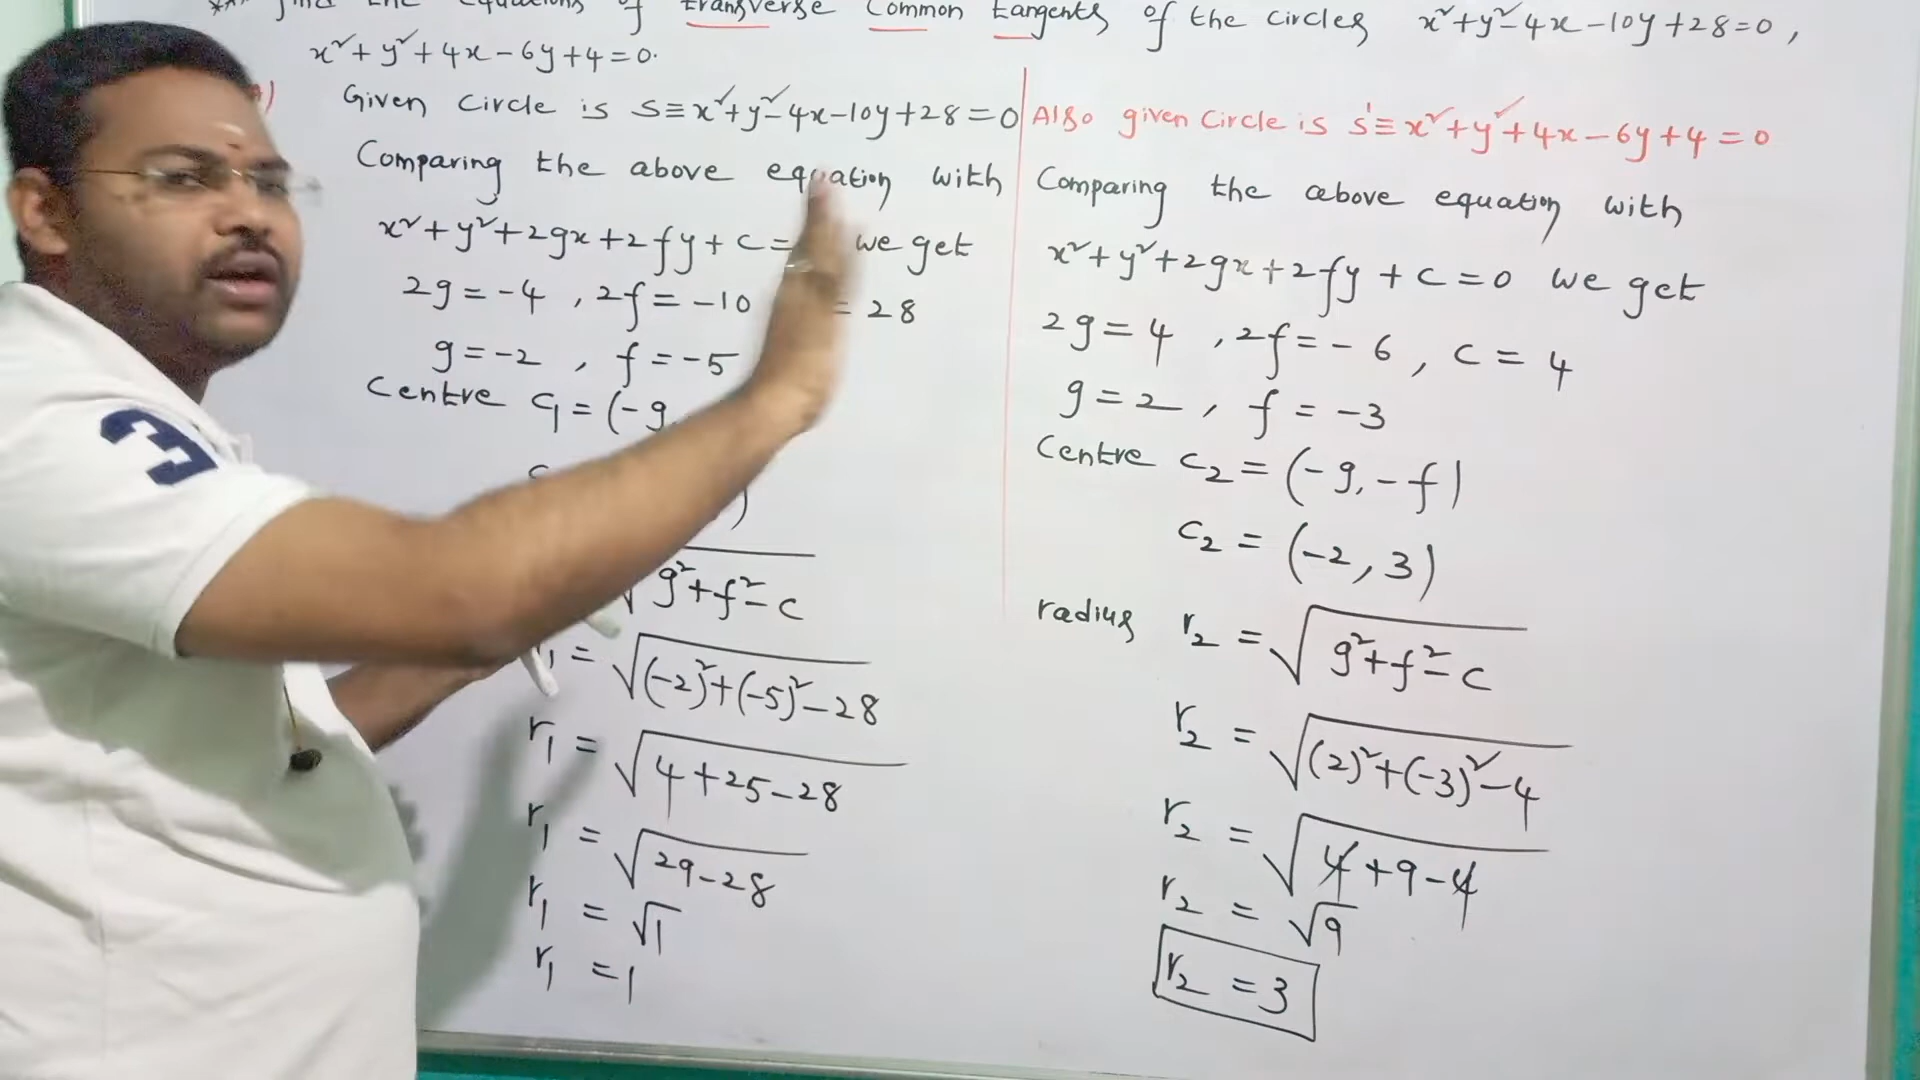 *** find the equations of transverse common tangents of the circles x²+y²-4x-10y+28=0,
x²+y²+4x-6y+4=0.
A) Given circle is S≡x²+y²-4x-10y+28=0
Comparing the above equation with
x²+y²+2gx+2fy+c= we get
2g=-4 , 2f=-10 = 28
g=-2 , f=-5
Centre C₁=(-g,
)
√g²+f²-c
₁ = √(-2)²+(-5)²-28
r₁ = √4+25-28
r₁ = √29-28
r₁ = √1
r₁ = 1
Also given circle is S'≡x²+y²+4x-6y+4=0
Comparing the above equation with
x²+y²+2gx+2fy+c=0 we get
2g=4 , 2f=-6 , c=4
g=2 , f=-3
Centre C₂=(-g,-f)
C₂=(-2,3)
radius r₂=√g²+f²-c
r₂ = √(2)²+(-3)²-4
r₂ = √4+9-4
r₂ = √9
r₂ = 3